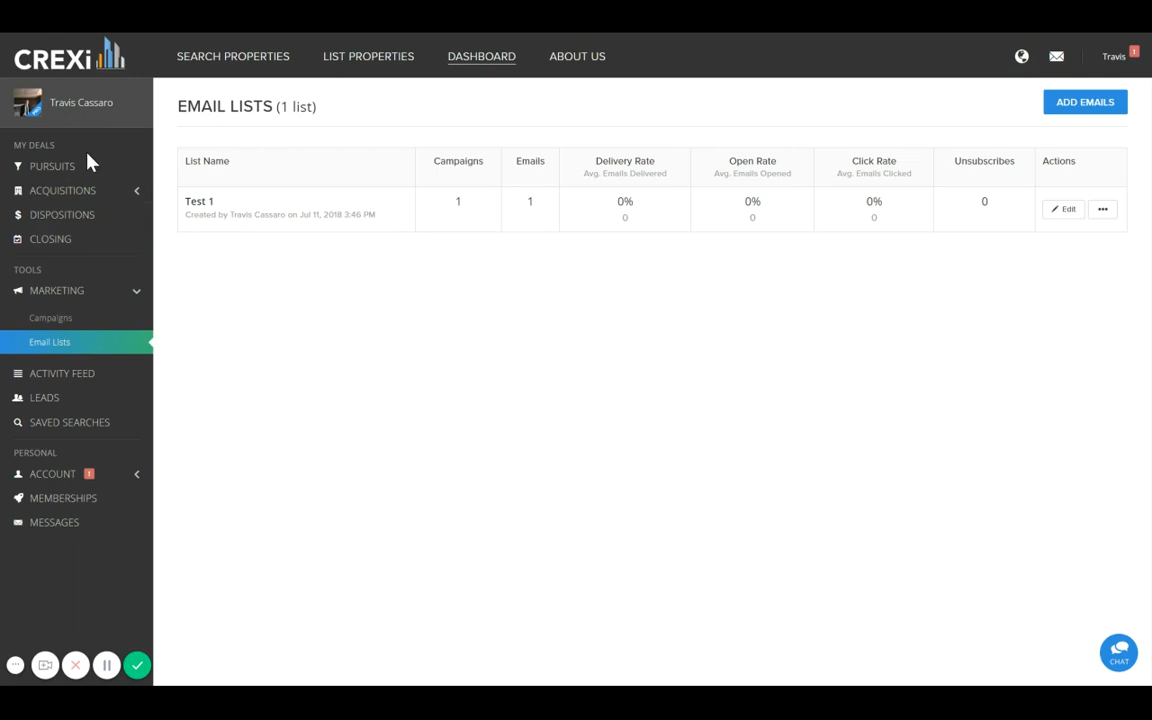 CREXi
SEARCH PROPERTIES
LIST PROPERTIES
DASHBOARD
ABOUT US
Travis
1
Travis Cassaro
MY DEALS
PURSUITS
ACQUISITIONS
DISPOSITIONS
CLOSING
TOOLS
MARKETING
Campaigns
Email Lists
ACTIVITY FEED
LEADS
SAVED SEARCHES
PERSONAL
ACCOUNT 1
MEMBERSHIPS
MESSAGES
EMAIL LISTS (1 list)
ADD EMAILS
List Name
Campaigns
Emails
Delivery Rate
Avg. Emails Delivered
Open Rate
Avg. Emails Opened
Click Rate
Avg. Emails Clicked
Unsubscribes
Actions
Test 1
Created by Travis Cassaro on Jul 11, 2018 3:46 PM
1
1
0%
0
0%
0
0%
0
0
Edit
CHAT